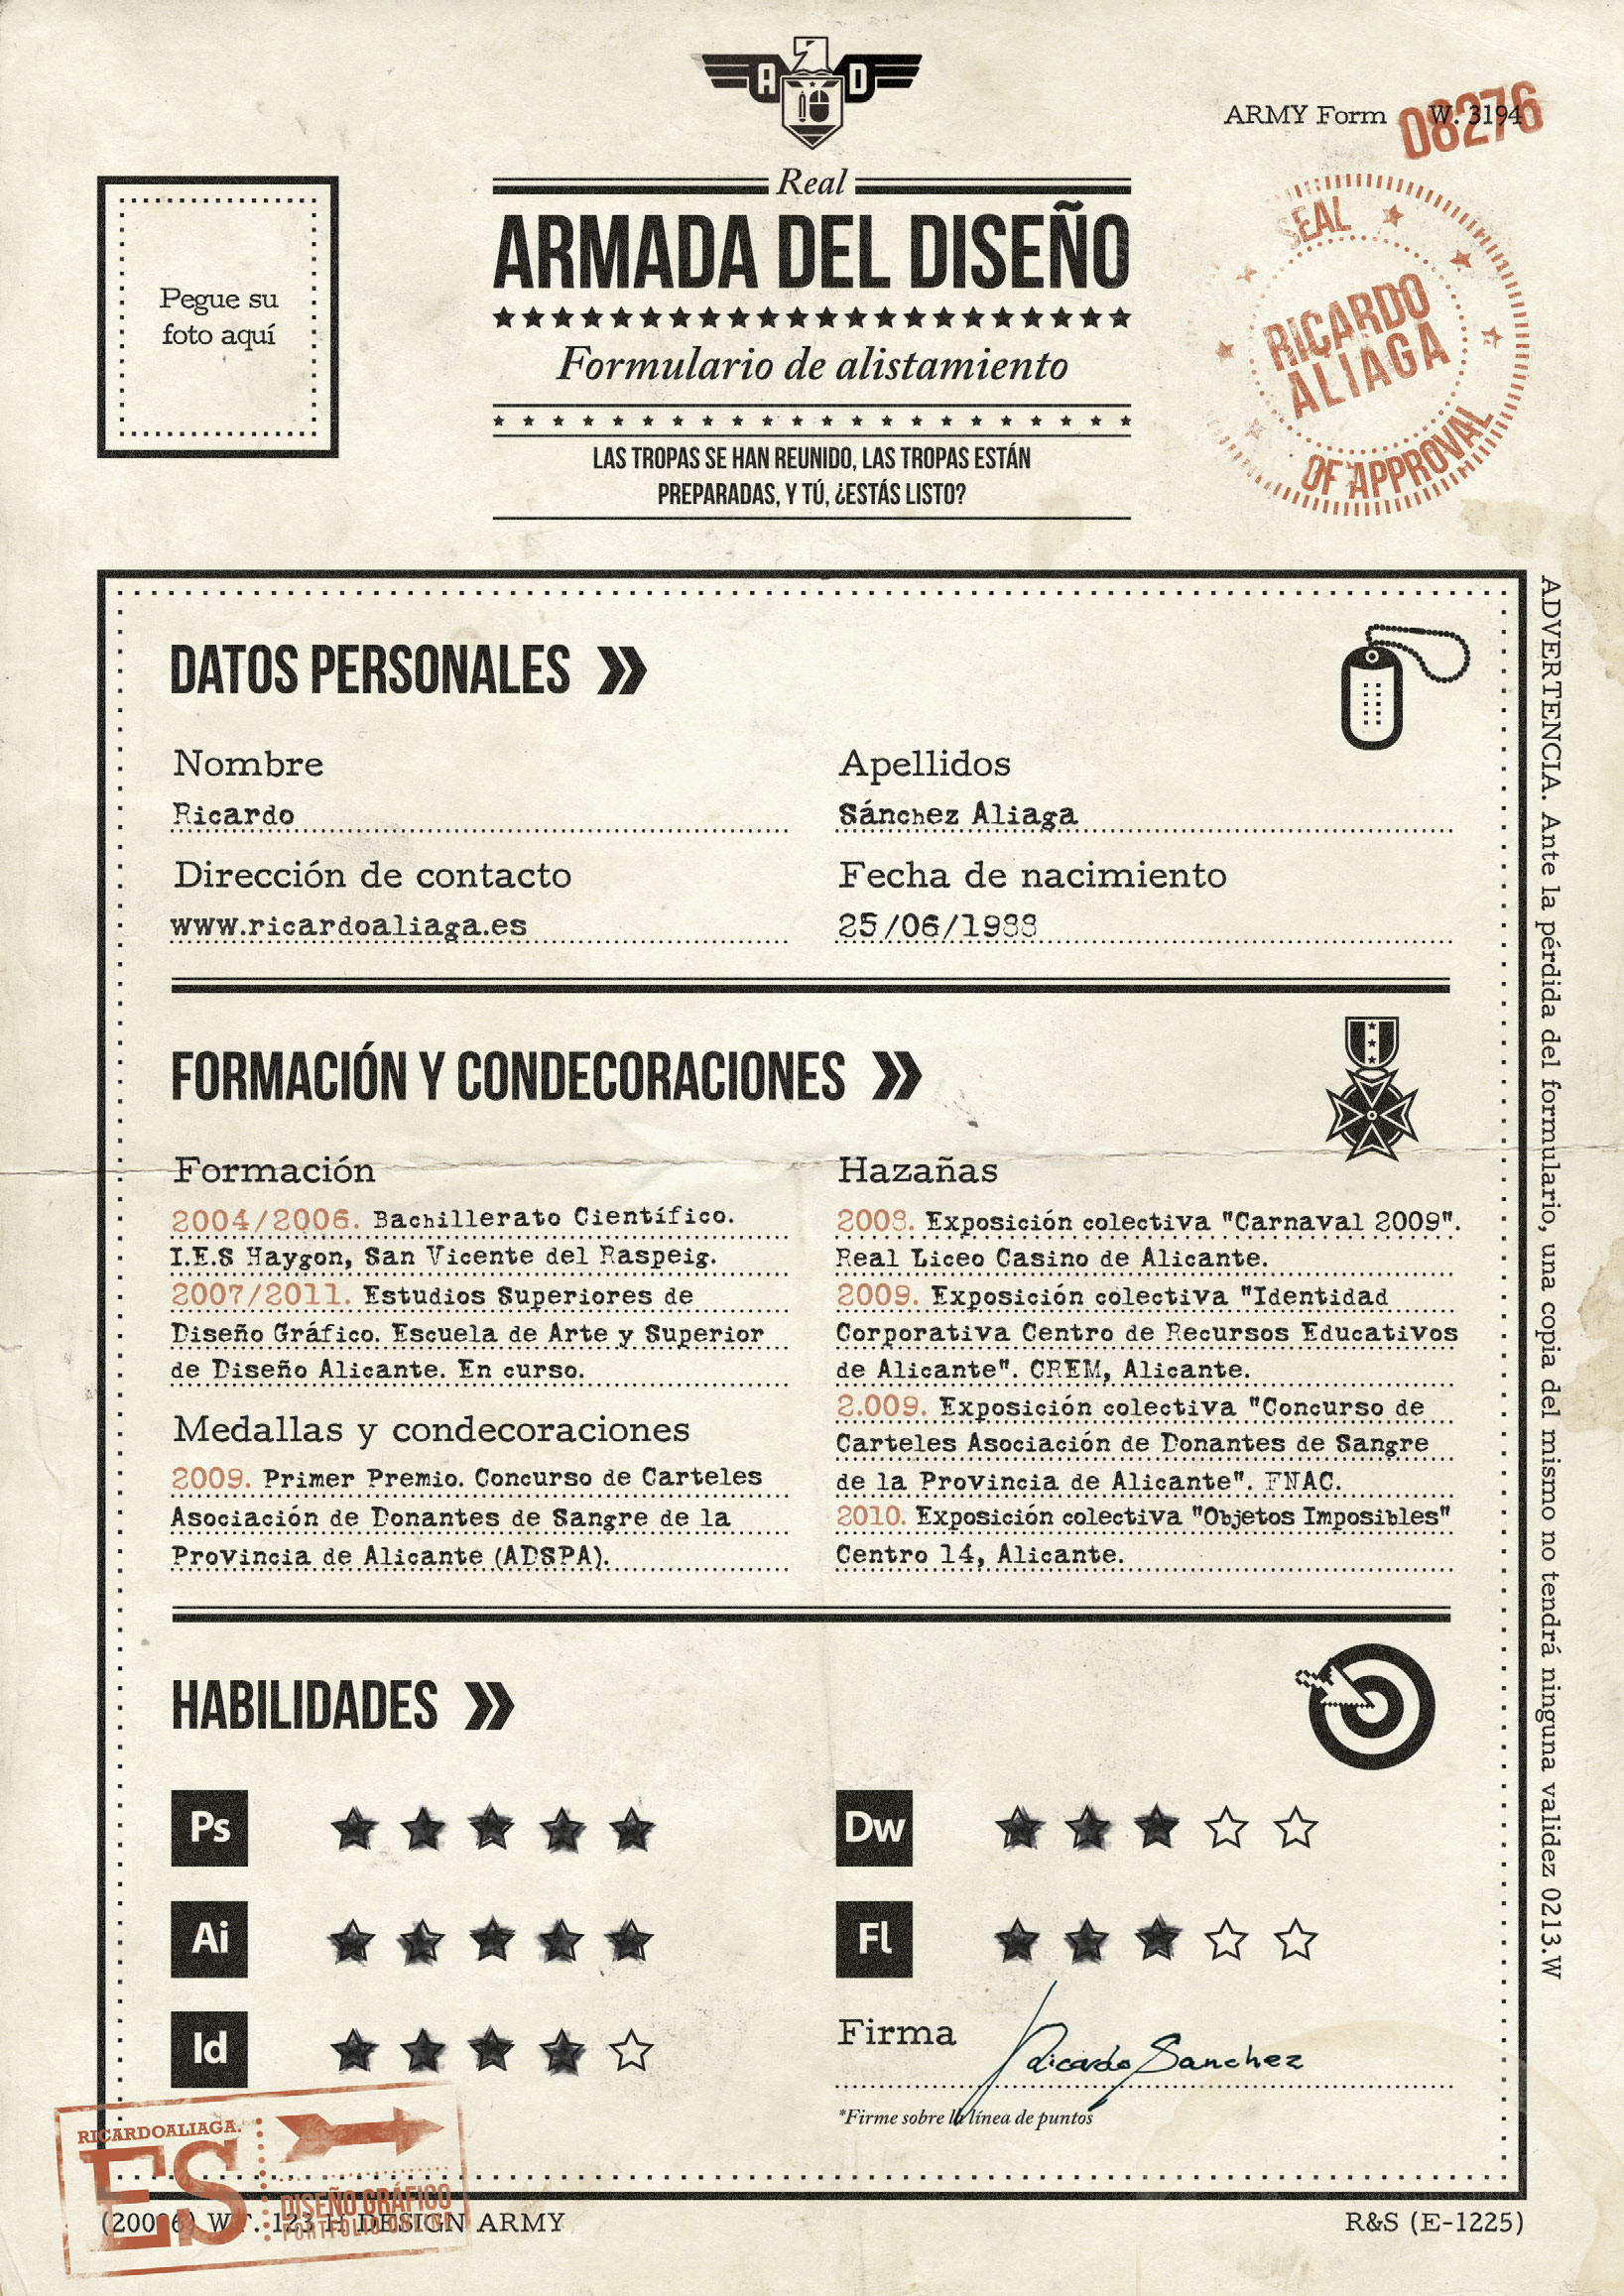 A D
ARMY Form W. 3194
08276
Real
ARMADA DEL DISEÑO
Formulario de alistamiento
LAS TROPAS SE HAN REUNIDO, LAS TROPAS ESTÁN
PREPARADAS, Y TÚ, ¿ESTÁS LISTO?
Pegue su
foto aquí
SEAL
RICARDO
ALIAGA
OF APPROVAL
DATOS PERSONALES
Nombre
Ricardo
Apellidos
Sánchez Aliaga
Dirección de contacto
www.ricardoaliaga.es
Fecha de nacimiento
25/06/1988
FORMACIÓN Y CONDECORACIONES
Formación
2004/2006. Bachillerato Científico.
I.E.S Haygon, San Vicente del Raspeig.
2007/2011. Estudios Superiores de
Diseño Gráfico. Escuela de Arte y Superior
de Diseño Alicante. En curso.
Medallas y condecoraciones
2009. Primer Premio. Concurso de Carteles
Asociación de Donantes de Sangre de la
Provincia de Alicante (ADSPA).
Hazañas
2008. Exposición colectiva "Carnaval 2009".
Real Liceo Casino de Alicante.
2009. Exposición colectiva "Identidad
Corporativa Centro de Recursos Educativos
de Alicante". CREM, Alicante.
2.009. Exposición colectiva "Concurso de
Carteles Asociación de Donantes de Sangre
de la Provincia de Alicante". FNAC.
2010. Exposición colectiva "Objetos Imposibles"
Centro 14, Alicante.
HABILIDADES
Ps
Dw
Ai
Fl
Id
Firma
Ricardo Sanchez
*Firme sobre la línea de puntos
RICARDOALIAGA.
ES
DISEÑO GRÁFICO
PORTFOLIO ONLINE
123 H DESIGN ARMY
R&S (E-1225)
ADVERTENCIA. Ante la pérdida del formulario, una copia del mismo no tendrá ninguna validez 0213.W